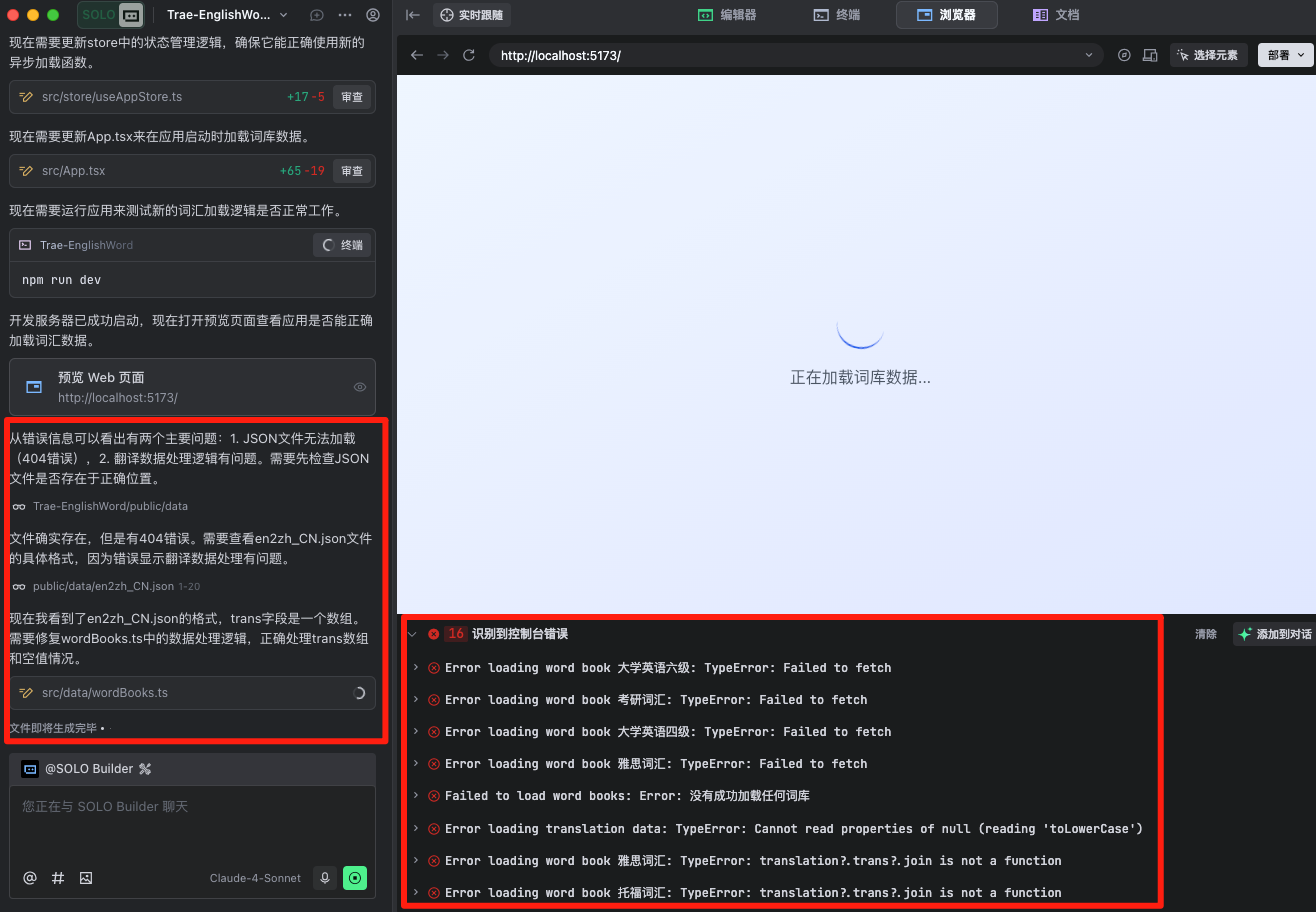 SOLO
Trae-EnglishWo...
现在需要更新store中的状态管理逻辑，确保它能正确使用新的
异步加载函数。
src/store/useAppStore.ts +17 -5 审查
现在需要更新App.tsx来在应用启动时加载词库数据。
src/App.tsx +65 -19 审查
现在需要运行应用来测试新的词汇加载逻辑是否正常工作。
Trae-EnglishWord 终端
npm run dev
开发服务器已成功启动，现在打开预览页面查看应用是否能正确
加载词汇数据。
预览 Web 页面
http://localhost:5173/
从错误信息可以看出有两个主要问题：1. JSON文件无法加载
（404错误），2. 翻译数据处理逻辑有问题。需要先检查JSON
文件是否存在于正确位置。
Trae-EnglishWord/public/data
文件确实存在，但是有404错误。需要查看en2zh_CN.json文件
的具体格式，因为错误显示翻译数据处理有问题。
public/data/en2zh_CN.json 1-20
现在我看到了en2zh_CN.json的格式，trans字段是一个数组。
需要修复wordBooks.ts中的数据处理逻辑，正确处理trans数组
和空值情况。
src/data/wordBooks.ts
文件即将生成完毕
@SOLO Builder
您正在与 SOLO Builder 聊天
@ # Claude-4-Sonnet
实时跟随
编辑器
终端
浏览器
文档
http://localhost:5173/
选择元素
部署
正在加载词库数据...
16 识别到控制台错误
清除
添加到对话
Error loading word book 大学英语六级: TypeError: Failed to fetch
Error loading word book 考研词汇: TypeError: Failed to fetch
Error loading word book 大学英语四级: TypeError: Failed to fetch
Error loading word book 雅思词汇: TypeError: Failed to fetch
Failed to load word books: Error: 没有成功加载任何词库
Error loading translation data: TypeError: Cannot read properties of null (reading 'toLowerCase')
Error loading word book 雅思词汇: TypeError: translation?.trans?.join is not a function
Error loading word book 托福词汇: TypeError: translation?.trans?.join is not a function